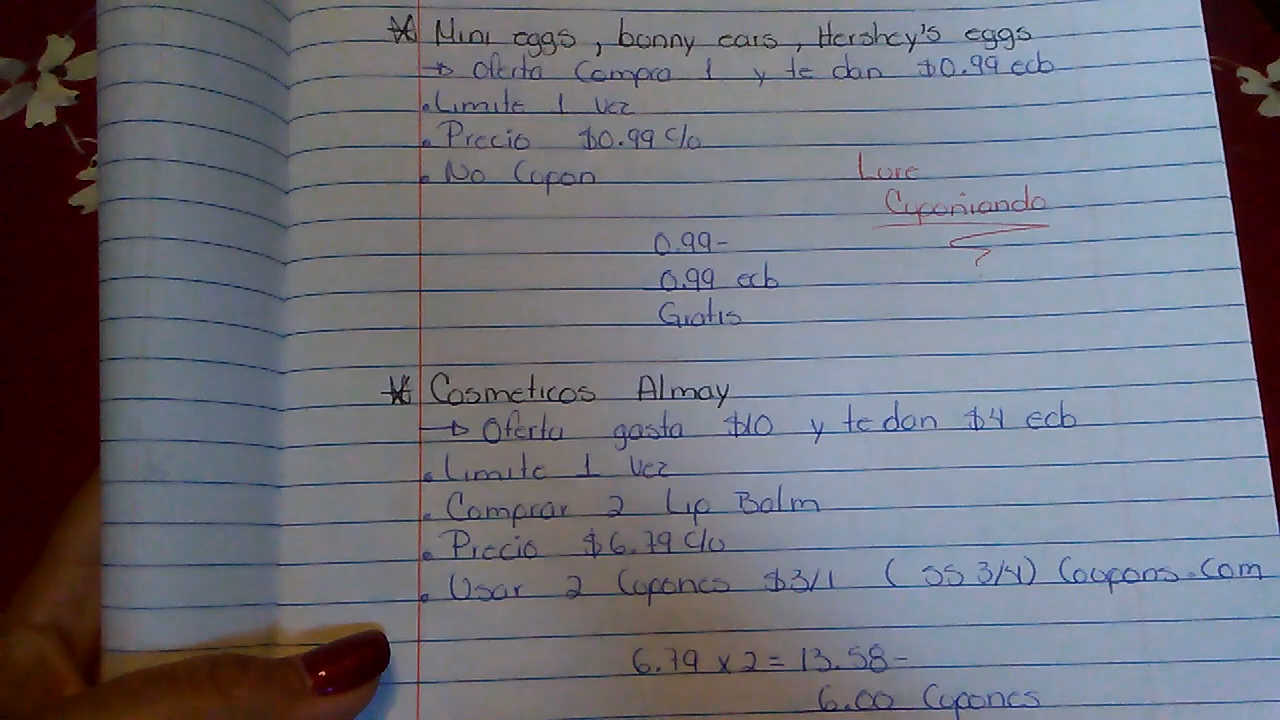 * Mini eggs, bonny ears, Hershey's eggs
→ Oferta Compra 1 y te dan $0.99 ecb
• Limite 1 vez
• Precio $0.99 c/o
• No Cupon
Lure
Cuponiando
0.99-
0.99 ecb
Gratis
* Cosmeticos Almay
→ Oferta gasta $10 y te dan $4 ecb
• Limite 1 vez
• Comprar 2 Lip Balm
• Precio $6.79 c/u
• Usar 2 Cupones $3/1 (SS 3/4) Coupons.com
6.79 x 2 = 13.58-
6.00 Cupones